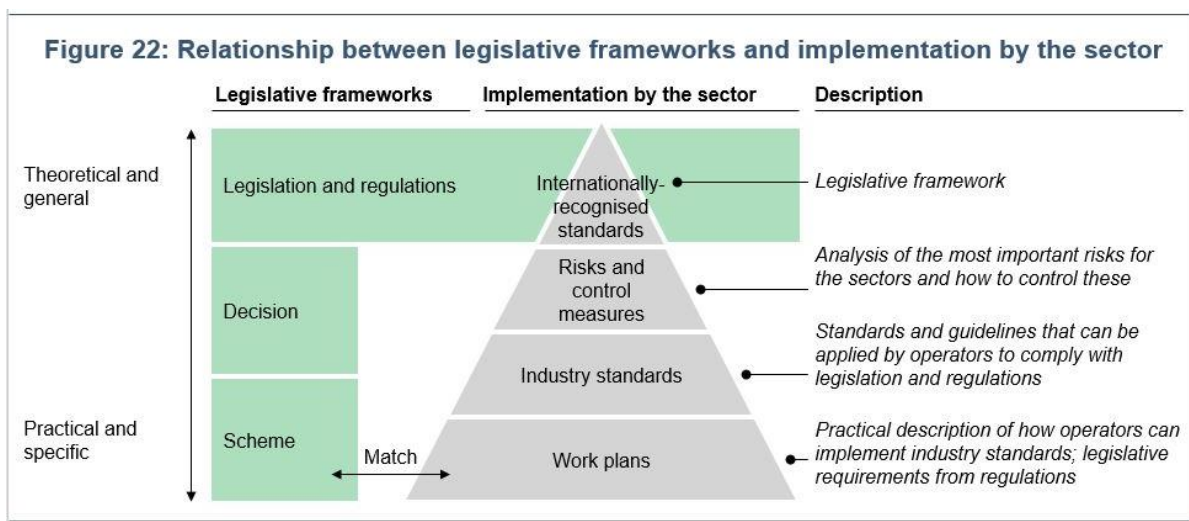 Figure 22: Relationship between legislative frameworks and implementation by the sector
Legislative frameworks
Implementation by the sector
Description
Theoretical and
general
Legislation and regulations
Internationally-
recognised
standards
Legislative framework
Decision
Risks and
control
measures
Analysis of the most important risks for
the sectors and how to control these
Industry standards
Standards and guidelines that can be
applied by operators to comply with
legislation and regulations
Practical and
specific
Scheme
Match
Work plans
Practical description of how operators can
implement industry standards; legislative
requirements from regulations